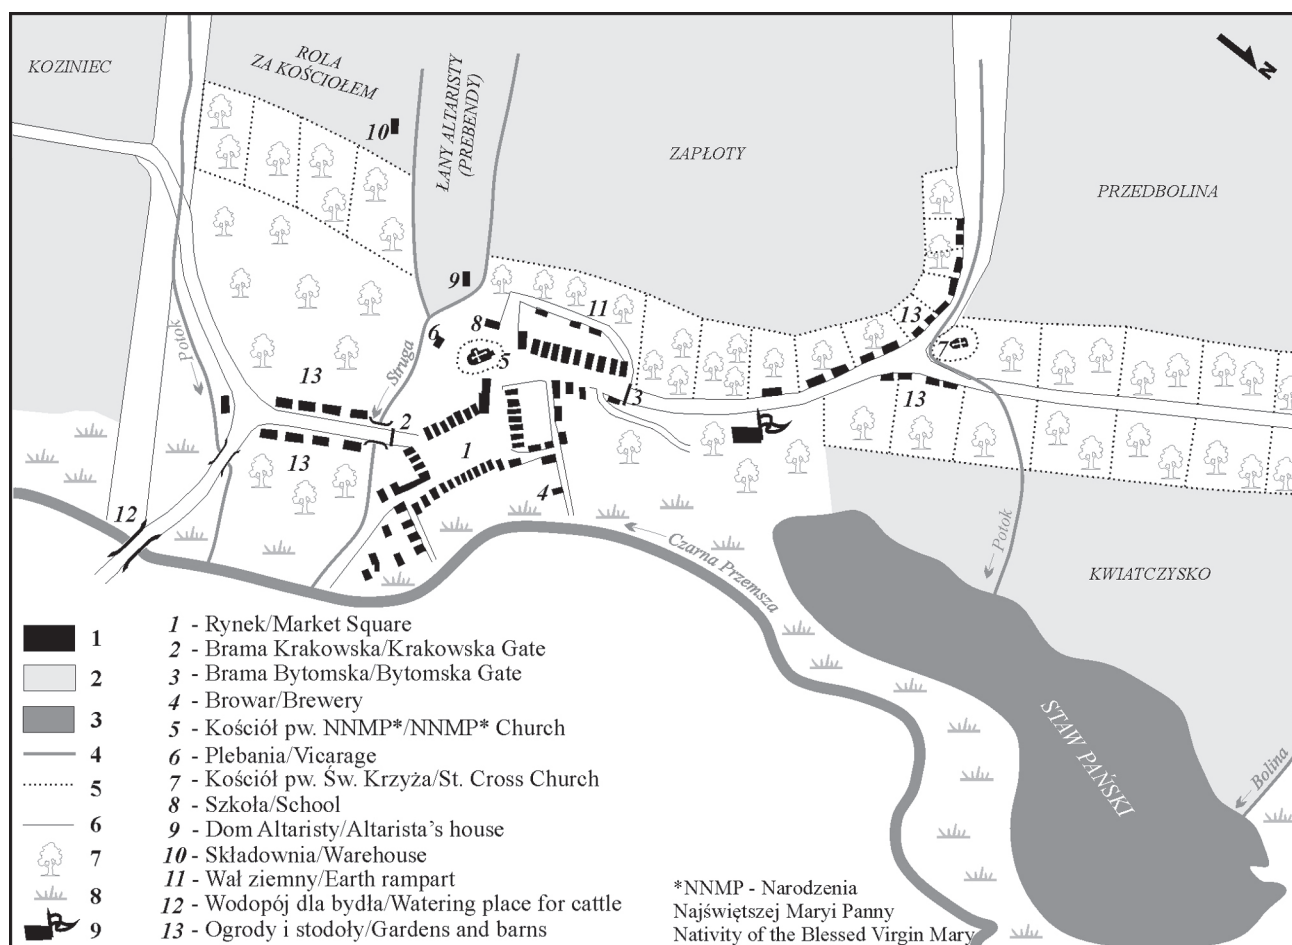 KOZINIEC
ROLA
ZA KOŚCIOŁEM
ŁANY ALTARISTY
(PREBENDY)
ZAPŁOTY
PRZEDBOLINA
N
10
9
8
11
6
5
7
13
3
13
Potok
Struga
13
2
13
1
4
12
Czarna Przemsza
Potok
KWIATCZYSKO
STAW PAŃSKI
Bolina
1
2
3
4
5
6
7
8
9
1 - Rynek/Market Square
2 - Brama Krakowska/Krakowska Gate
3 - Brama Bytomska/Bytomska Gate
4 - Browar/Brewery
5 - Kościół pw. NNMP*/NNMP* Church
6 - Plebania/Vicarage
7 - Kościół pw. Św. Krzyża/St. Cross Church
8 - Szkoła/School
9 - Dom Altaristy/Altarista's house
10 - Składownia/Warehouse
11 - Wał ziemny/Earth rampart
12 - Wodopój dla bydła/Watering place for cattle
13 - Ogrody i stodoły/Gardens and barns
*NNMP - Narodzenia
Najświętszej Maryi Panny
Nativity of the Blessed Virgin Mary